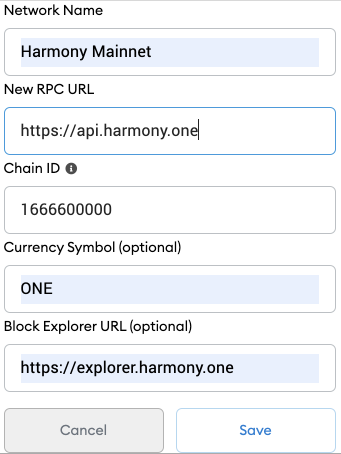 Network Name
Harmony Mainnet
New RPC URL
https://api.harmony.one
Chain ID
1666600000
Currency Symbol (optional)
ONE
Block Explorer URL (optional)
https://explorer.harmony.one
Cancel Save